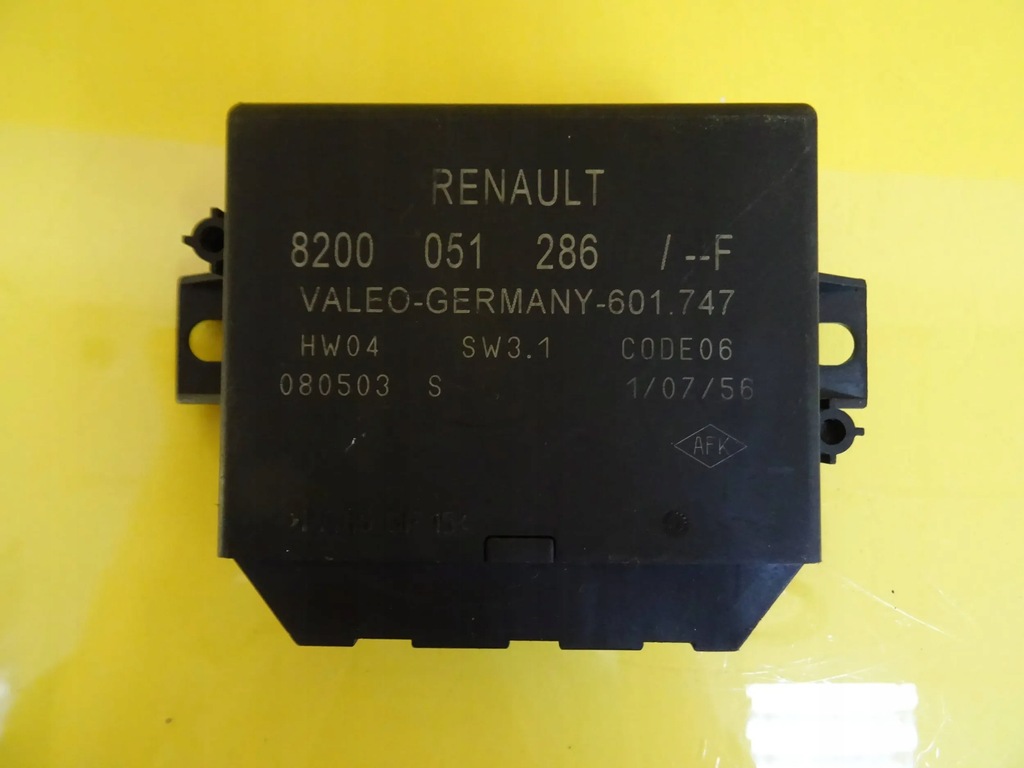 RENAULT
8200 051 286 /--F
VALEO-GERMANY-601.747
HW04 SW3.1 CODE06
080503 S 1/07/56
AFK